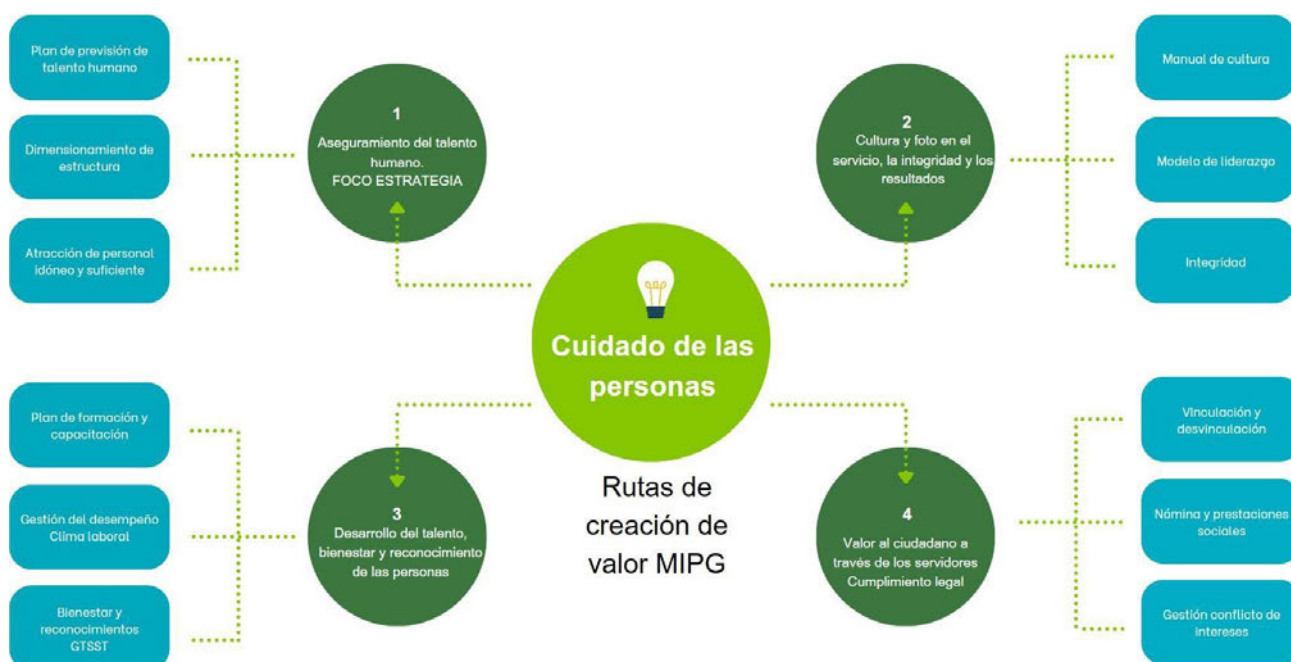 Plan de previsión de
talento humano
Dimensionamiento de
estructura
Atracción de personal
idóneo y suficiente
1
Aseguramiento del talento
humano.
FOCO ESTRATEGIA
2
Cultura y foto en el
servicio, la integridad y los
resultados
Manual de cultura
Modelo de liderazgo
Integridad
Cuidado de las
personas
Rutas de
creación de
valor MIPG
Plan de formación y
capacitación
Gestión del desempeño
Clima laboral
Bienestar y
reconocimientos
GTSST
3
Desarrollo del talento,
bienestar y reconocimiento
de las personas
4
Valor al ciudadano a
través de los servidores
Cumplimiento legal
Vinculación y
desvinculación
Nómina y prestaciones
sociales
Gestión conflicto de
intereses